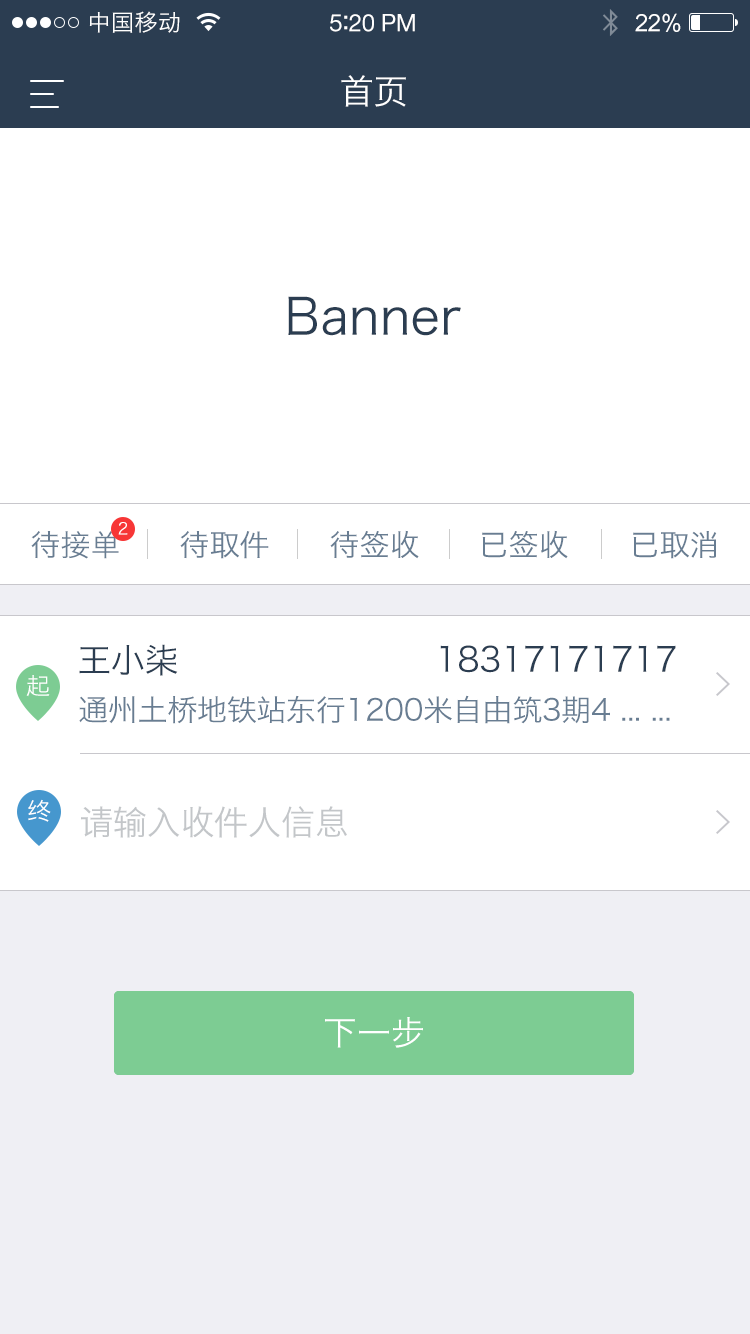 中国移动 5:20 PM 22%
首页
Banner
待接单 2 待取件 待签收 已签收 已取消
起 王小柒 18317171717
通州土桥地铁站东行1200米自由筑3期4 ... ...
终 请输入收件人信息
下一步